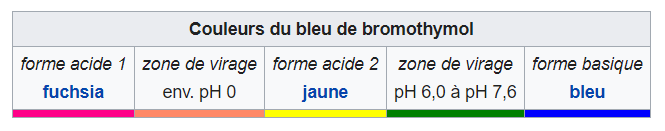 Couleurs du bleu de bromothymol
forme acide 1 zone de virage forme acide 2 zone de virage forme basique
fuchsia env. pH 0 jaune pH 6,0 à pH 7,6 bleu